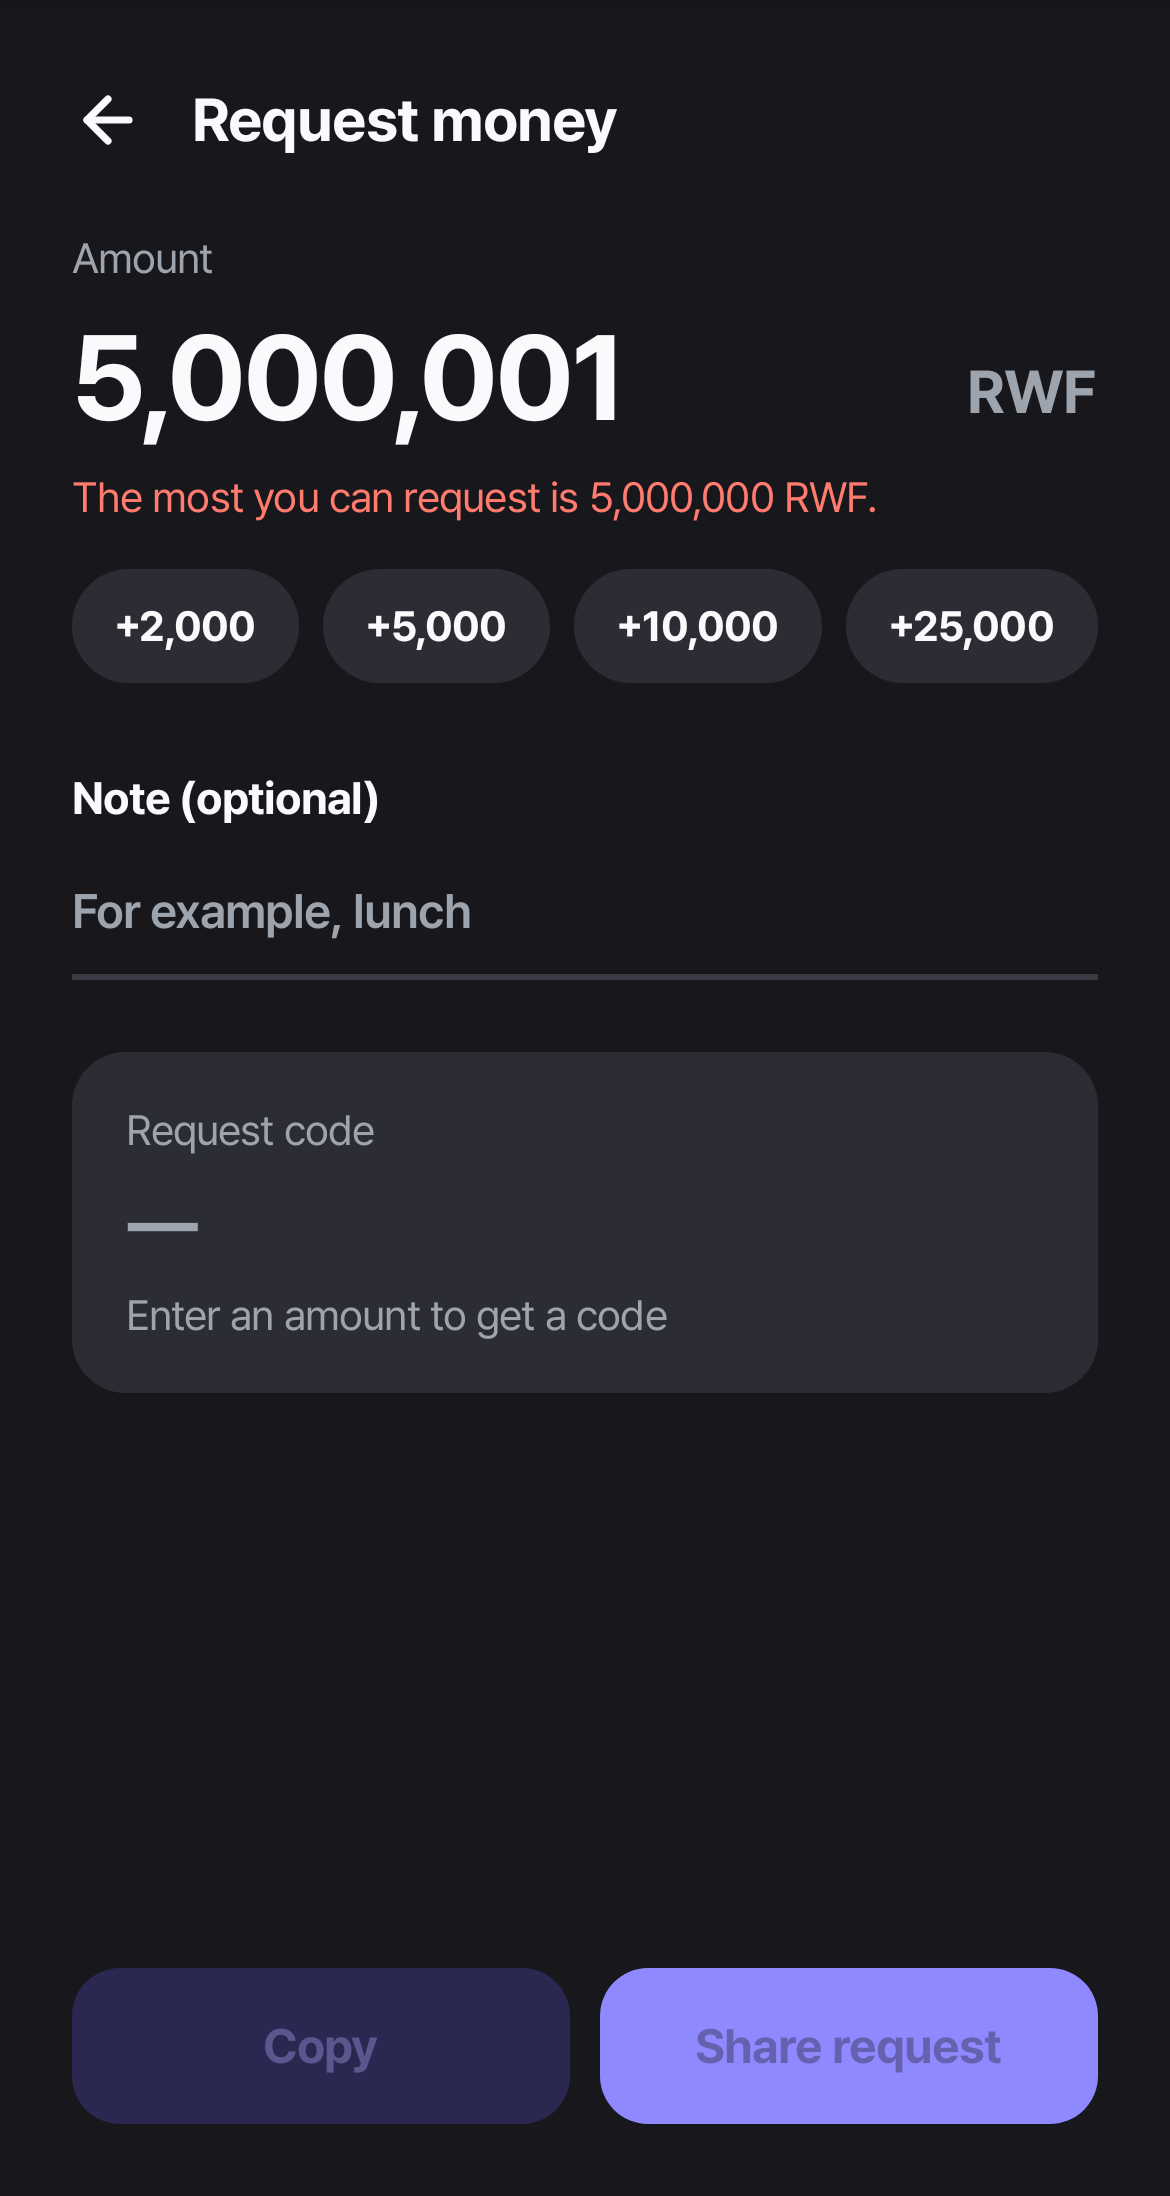 Request money
Amount
5,000,001 RWF
The most you can request is 5,000,000 RWF.
+2,000 +5,000 +10,000 +25,000
Note (optional)
For example, lunch
Request code
—
Enter an amount to get a code
Copy Share request